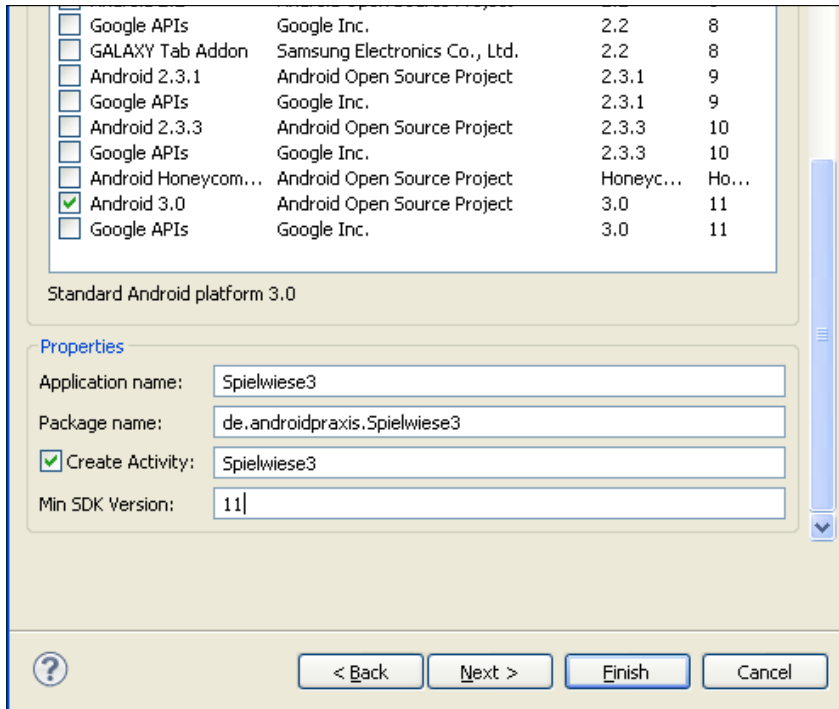 Google APIs Google Inc. 2.2 8
GALAXY Tab Addon Samsung Electronics Co., Ltd. 2.2 8
Android 2.3.1 Android Open Source Project 2.3.1 9
Google APIs Google Inc. 2.3.1 9
Android 2.3.3 Android Open Source Project 2.3.3 10
Google APIs Google Inc. 2.3.3 10
Android Honeycom... Android Open Source Project Honeyc... Ho...
Android 3.0 Android Open Source Project 3.0 11
Google APIs Google Inc. 3.0 11
Standard Android platform 3.0
Properties
Application name: Spielwiese3
Package name: de.androidpraxis.Spielwiese3
Create Activity: Spielwiese3
Min SDK Version: 11
? < Back Next > Finish Cancel